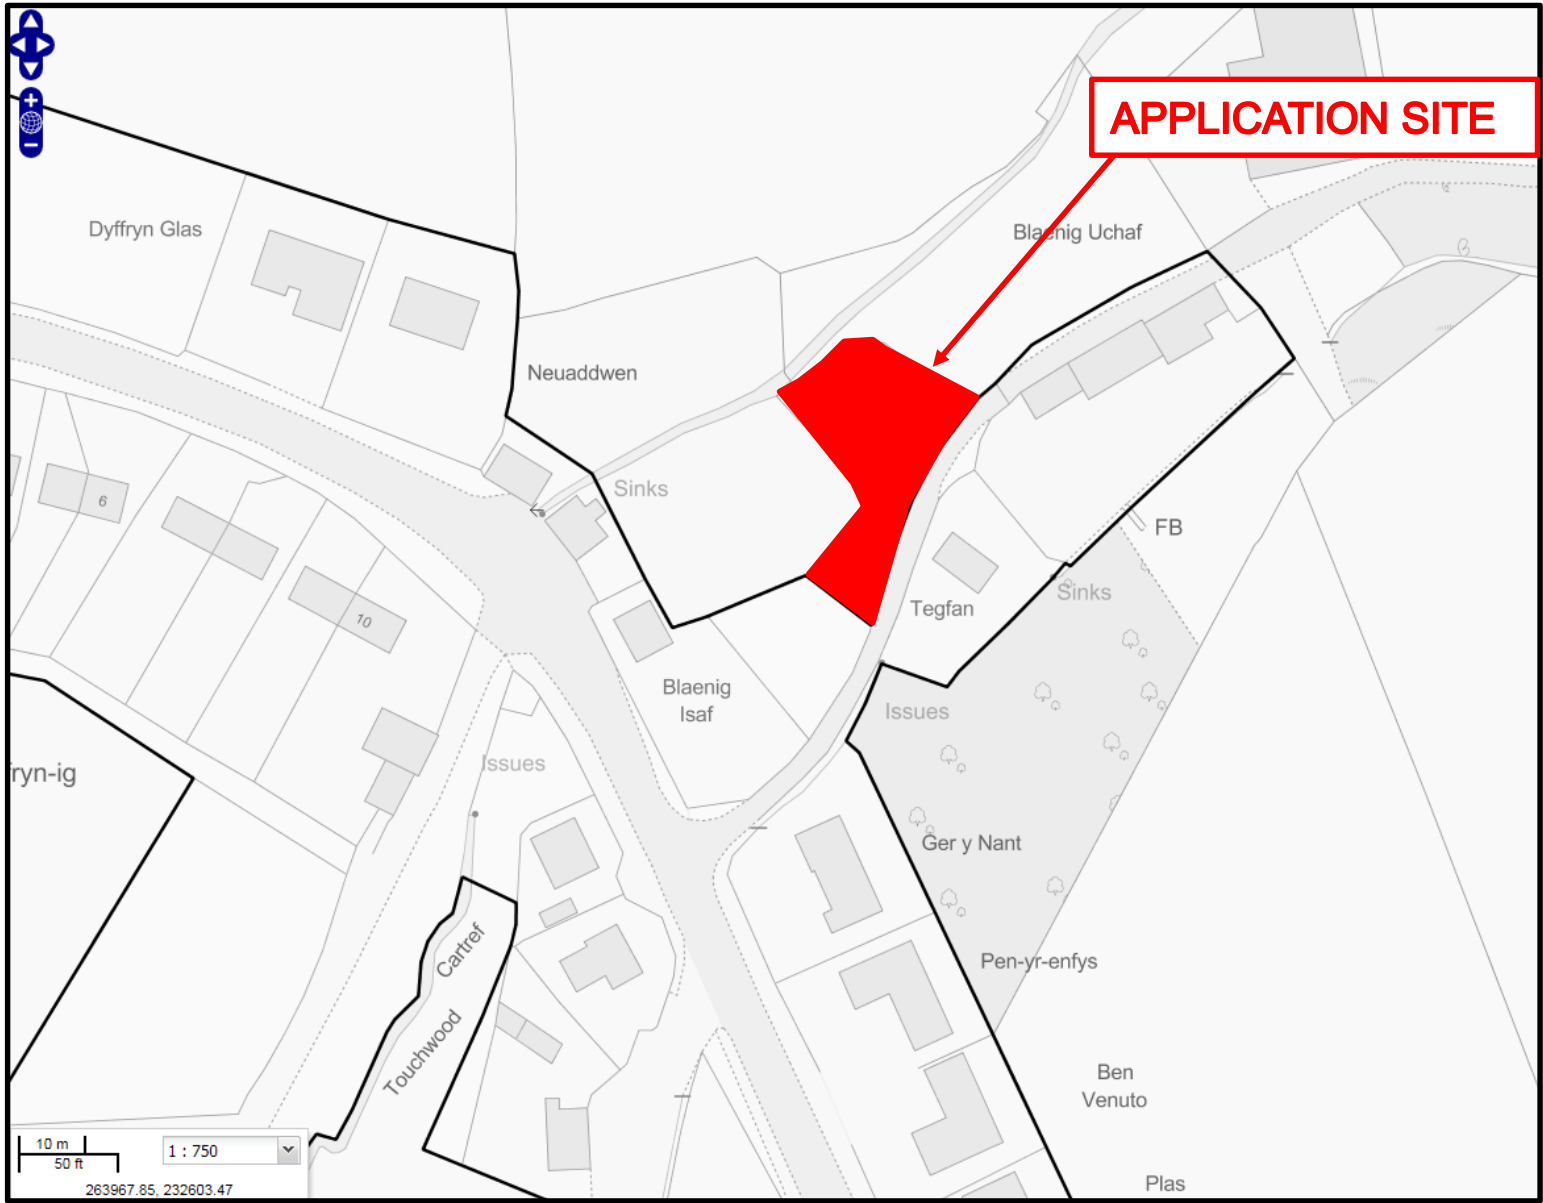 APPLICATION SITE
Dyffryn Glas
Blaenig Uchaf
Neuaddwen
Sinks
6
FB
10
Tegfan
Sinks
Blaenig
Isaf
Issues
Issues
ryn-ig
Ger y Nant
Cartref
Pen-yr-enfys
Touchwood
Ben
Venuto
10 m
50 ft
1 : 750
263967.85, 232603.47
Plas